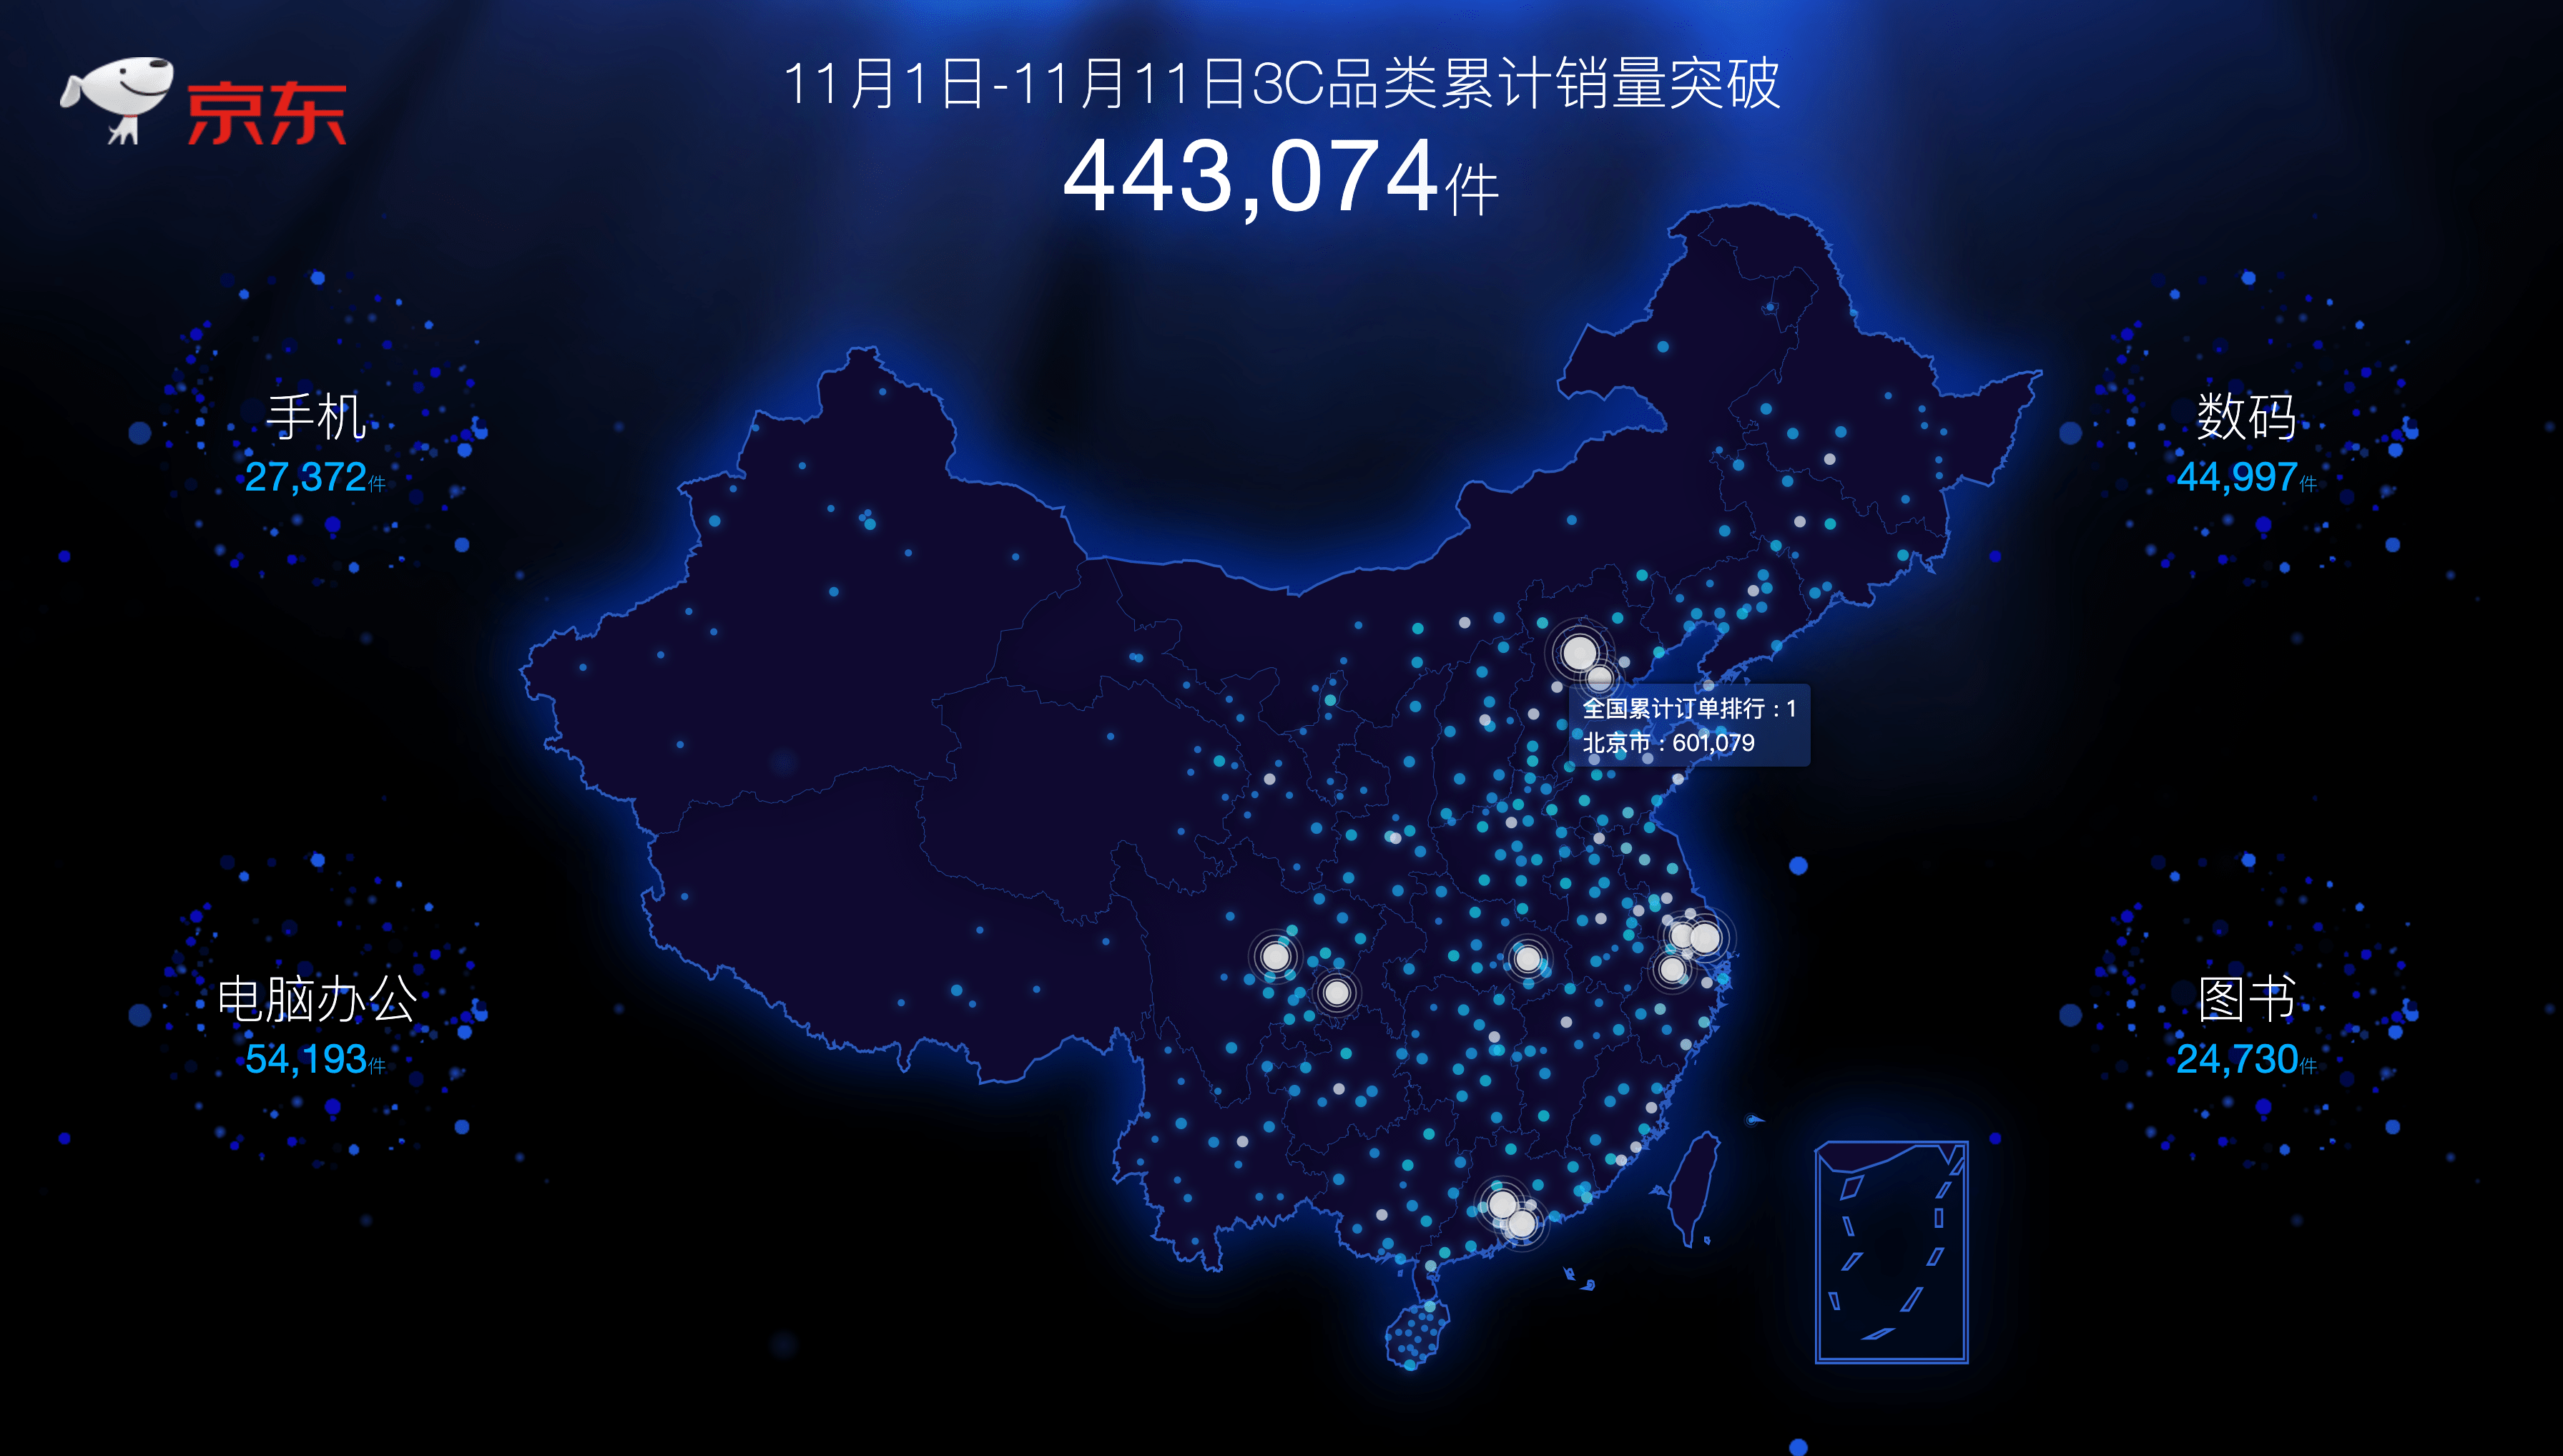 京东
11月1日-11月11日3C品类累计销量突破
443,074件
手机
27,372件
数码
44,997件
全国累计订单排行：1
北京市：601,079
电脑办公
54,193件
图书
24,730件